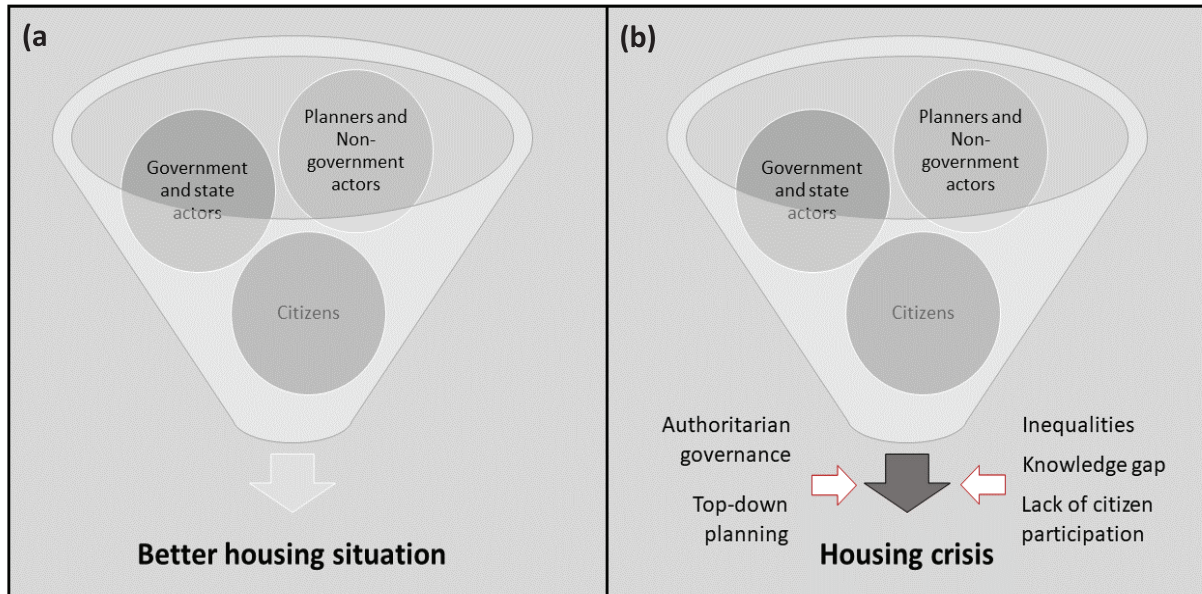 (a
Planners and
Non-
government
actors
Government
and state
actors
Citizens
Better housing situation
(b)
Planners and
Non-
government
actors
Government
and state
actors
Citizens
Authoritarian
governance
Top-down
planning
Inequalities
Knowledge gap
Lack of citizen
participation
Housing crisis